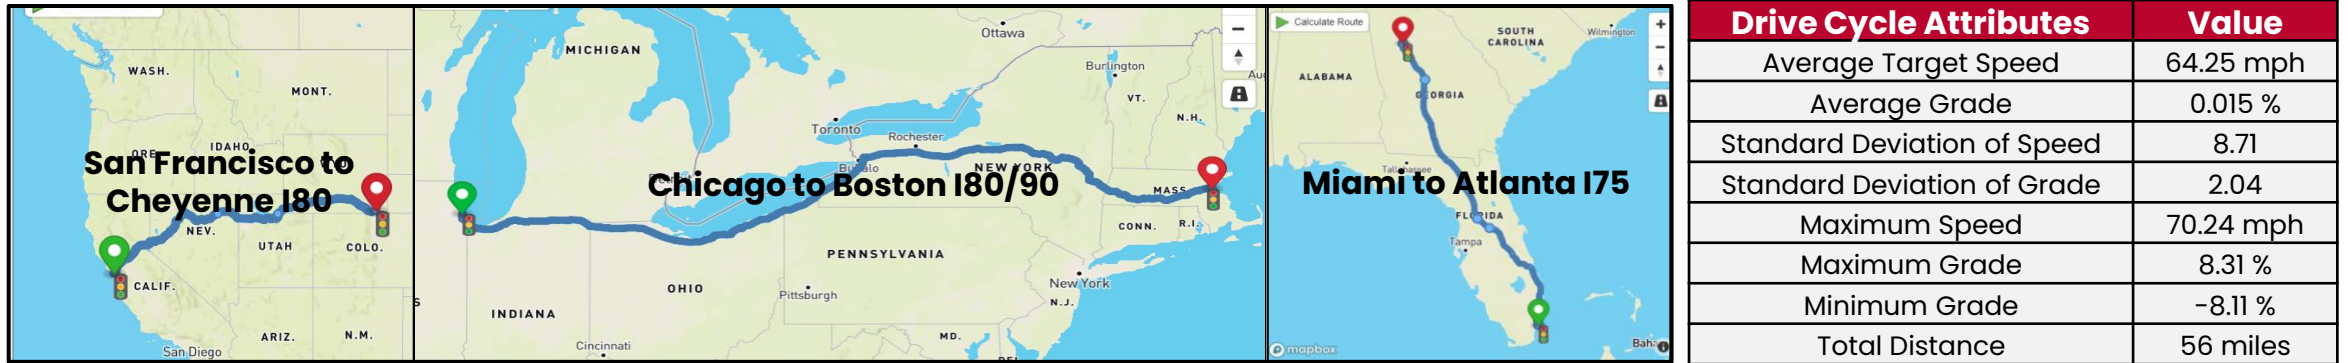 WASH.
MONT.
ORE
IDAHO
San Francisco to
Cheyenne I80
NEV.
UTAH
COLO.
CALIF.
ARIZ.
N.M.
San Diego
Ottawa
MICHIGAN
Burlington
VT.
N.H.
Toronto
Rochester
Buffalo
NEW YORK
Chicago to Boston I80/90
MASS
CONN.
R.I.
PENNSYLVANIA
New York
OHIO
Pittsburgh
N.J.
INDIANA
MD.
Cincinnati
Calculate Route
SOUTH
CAROLINA
Wilmington
ALABAMA
GEORGIA
Tallahassee
Miami to Atlanta I75
FLORIDA
Tampa
mapbox
Drive Cycle Attributes Value
Average Target Speed 64.25 mph
Average Grade 0.015 %
Standard Deviation of Speed 8.71
Standard Deviation of Grade 2.04
Maximum Speed 70.24 mph
Maximum Grade 8.31 %
Minimum Grade -8.11 %
Total Distance 56 miles